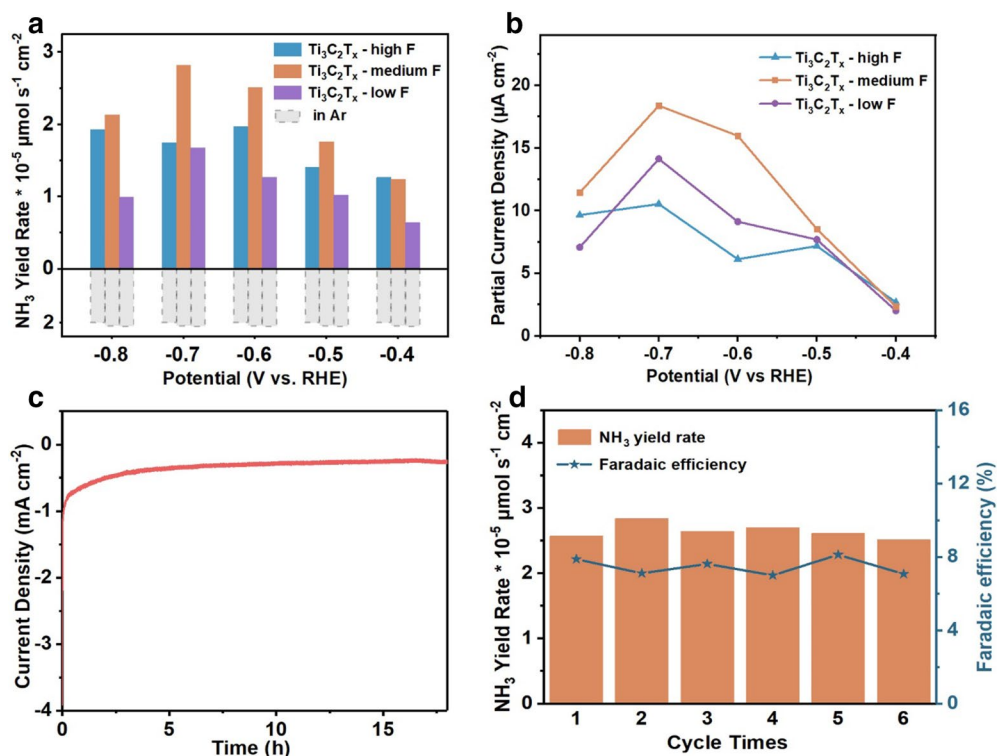 a
NH₃ Yield Rate * 10⁻⁵ μmol s⁻¹ cm⁻²
3
2
1
0
2
Ti₃C₂Tₓ - high F
Ti₃C₂Tₓ - medium F
Ti₃C₂Tₓ - low F
in Ar
-0.8 -0.7 -0.6 -0.5 -0.4
Potential (V vs. RHE)
b
Partial Current Density (μA cm⁻²)
20
15
10
5
0
Ti₃C₂Tₓ - high F
Ti₃C₂Tₓ - medium F
Ti₃C₂Tₓ - low F
-0.8 -0.7 -0.6 -0.5 -0.4
Potential (V vs RHE)
c
Current Density (mA cm⁻²)
0
-1
-2
-3
-4
0 5 10 15
Time (h)
d
NH₃ Yield Rate * 10⁻⁵ μmol s⁻¹ cm⁻²
4
3
2
1
0
NH₃ yield rate
Faradaic efficiency
1 2 3 4 5 6
Cycle Times
16
12
8
4
0
Faradaic efficiency (%)